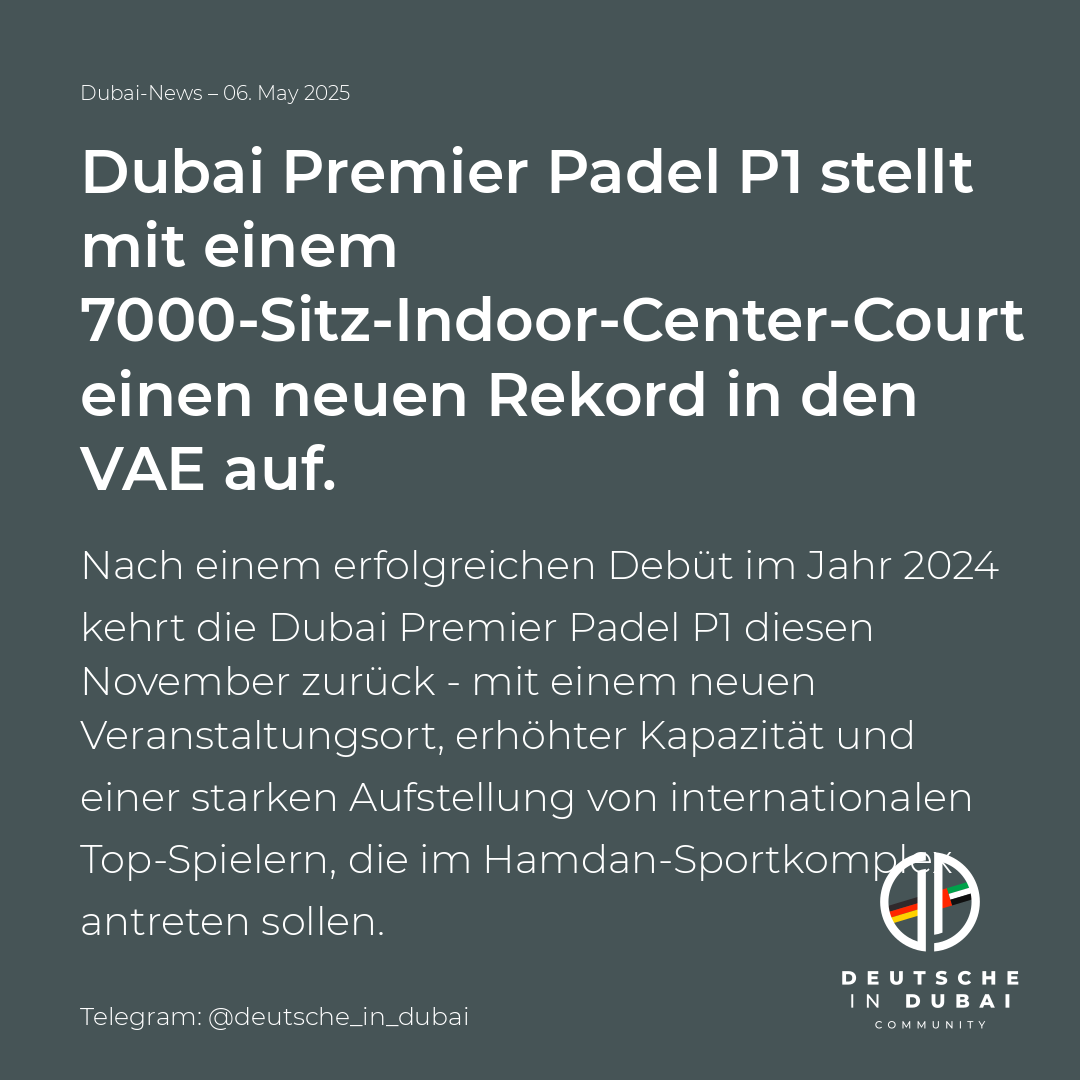 Dubai-News – 06. May 2025
Dubai Premier Padel P1 stellt
mit einem
7000-Sitz-Indoor-Center-Court
einen neuen Rekord in den
VAE auf.
Nach einem erfolgreichen Debüt im Jahr 2024
kehrt die Dubai Premier Padel P1 diesen
November zurück - mit einem neuen
Veranstaltungsort, erhöhter Kapazität und
einer starken Aufstellung von internationalen
Top-Spielern, die im Hamdan-Sportkomplex
antreten sollen.
Telegram: @deutsche_in_dubai
DEUTSCHE
IN DUBAI
COMMUNITY